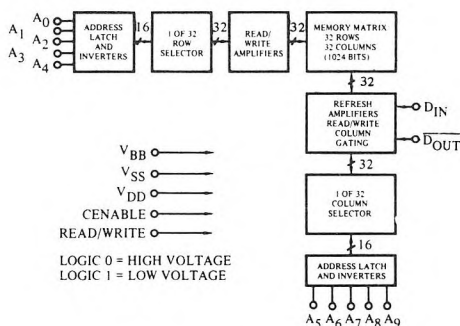 A0
A1
A2
A3
A4
ADDRESS
LATCH
AND
INVERTERS
16
1 OF 32
ROW
SELECTOR
32
READ/
WRITE
AMPLIFIERS
32
MEMORY MATRIX
32 ROWS
32 COLUMNS
(1024 BITS)
32
REFRESH
AMPLIFIERS
READ/WRITE
COLUMN
GATING
DIN
DOUT
32
1 OF 32
COLUMN
SELECTOR
16
ADDRESS LATCH
AND INVERTERS
A5 A6 A7 A8 A9
VBB
VSS
VDD
CENABLE
READ/WRITE
LOGIC 0 = HIGH VOLTAGE
LOGIC 1 = LOW VOLTAGE